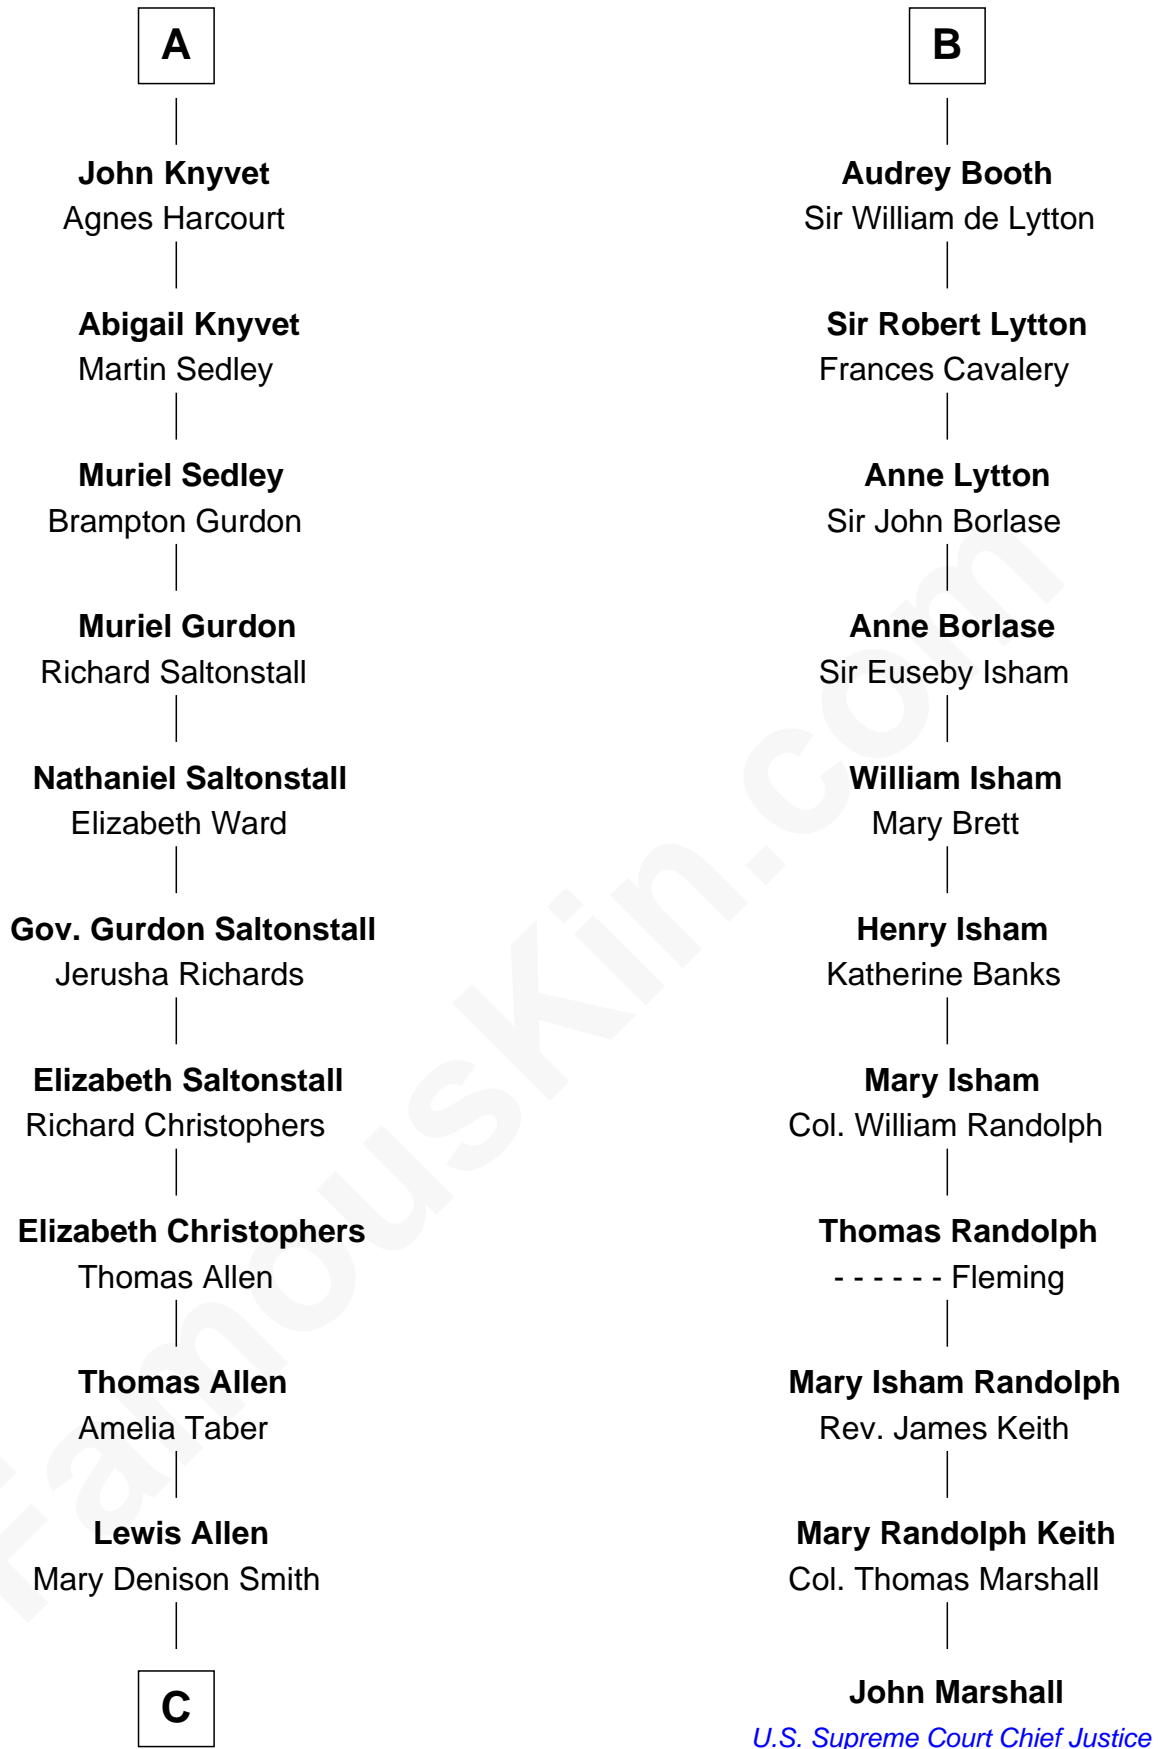 A
John Knyvet
Agnes Harcourt
Abigail Knyvet
Martin Sedley
Muriel Sedley
Brampton Gurdon
Muriel Gurdon
Richard Saltonstall
Nathaniel Saltonstall
Elizabeth Ward
Gov. Gurdon Saltonstall
Jerusha Richards
Elizabeth Saltonstall
Richard Christophers
Elizabeth Christophers
Thomas Allen
Thomas Allen
Amelia Taber
Lewis Allen
Mary Denison Smith
C
B
Audrey Booth
Sir William de Lytton
Sir Robert Lytton
Frances Cavalery
Anne Lytton
Sir John Borlase
Anne Borlase
Sir Euseby Isham
William Isham
Mary Brett
Henry Isham
Katherine Banks
Mary Isham
Col. William Randolph
Thomas Randolph
- - - - - - Fleming
Mary Isham Randolph
Rev. James Keith
Mary Randolph Keith
Col. Thomas Marshall
John Marshall
U.S. Supreme Court Chief Justice
FamousKin.com